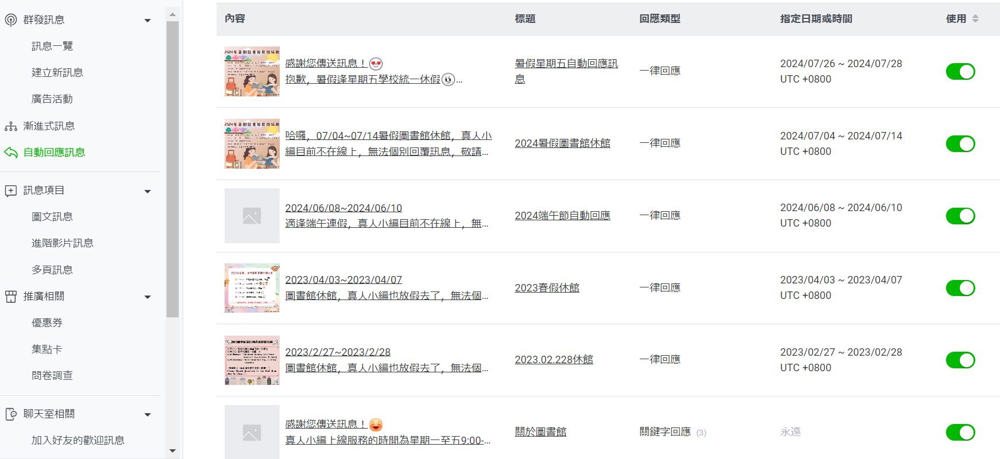 群發訊息
訊息一覽
建立新訊息
廣告活動
漸進式訊息
自動回應訊息
訊息項目
圖文訊息
進階影片訊息
多頁訊息
推廣相關
優惠券
集點卡
問卷調查
聊天室相關
加入好友的歡迎訊息
內容 標題 回應類型 指定日期或時間 使用
感謝您傳送訊息！
抱歉，暑假逢星期五學校統一休假...
暑假星期五自動回應訊
息
一律回應
2024/07/26 ~ 2024/07/28
UTC +0800
哈囉，07/04~07/14暑假圖書館休館，真人小
編目前不在線上，無法個別回覆訊息，敬請...
2024暑假圖書館休館
一律回應
2024/07/04 ~ 2024/07/14
UTC +0800
2024/06/08~2024/06/10
適逢端午連假，真人小編目前不在線上，無...
2024端午節自動回應
一律回應
2024/06/08 ~ 2024/06/10
UTC +0800
2023/04/03~2023/04/07
圖書館休館，真人小編也放假去了，無法個...
2023春假休館
一律回應
2023/04/03 ~ 2023/04/07
UTC +0800
2023/2/27~2023/2/28
圖書館休館，真人小編也放假去了，無法個...
2023.02.228休館
一律回應
2023/02/27 ~ 2023/02/28
UTC +0800
感謝您傳送訊息！
真人小編上線服務的時間為星期一至五9:00-...
關於圖書館
關鍵字回應 (3)
永遠